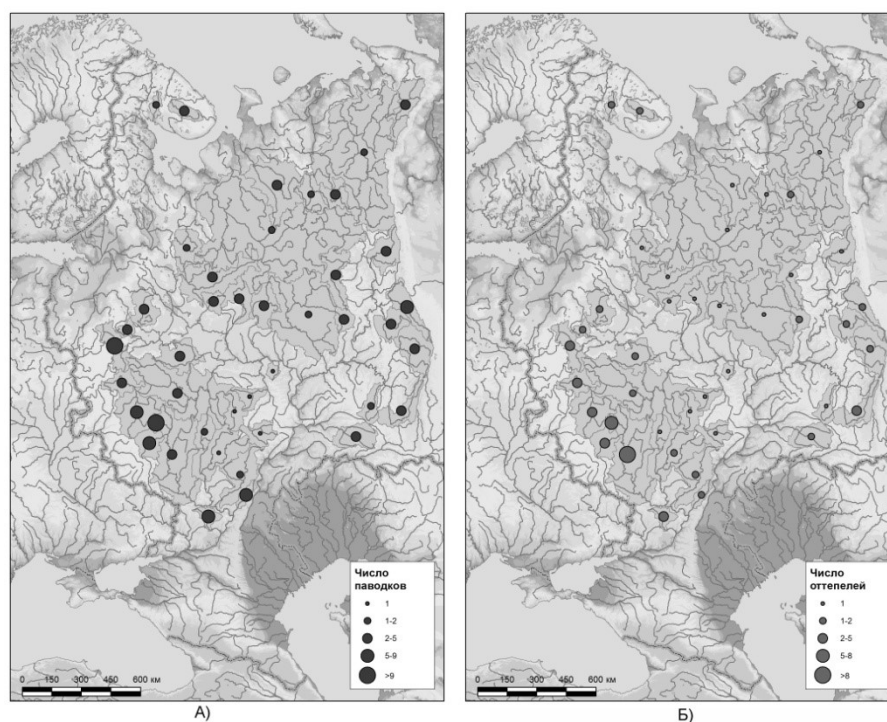 Число
паводков
1
1-2
2-5
5-9
>9
0 150 300 450 600 км
А)
Число
оттепелей
1
1-2
2-5
5-8
>8
0 150 300 450 600 км
Б)